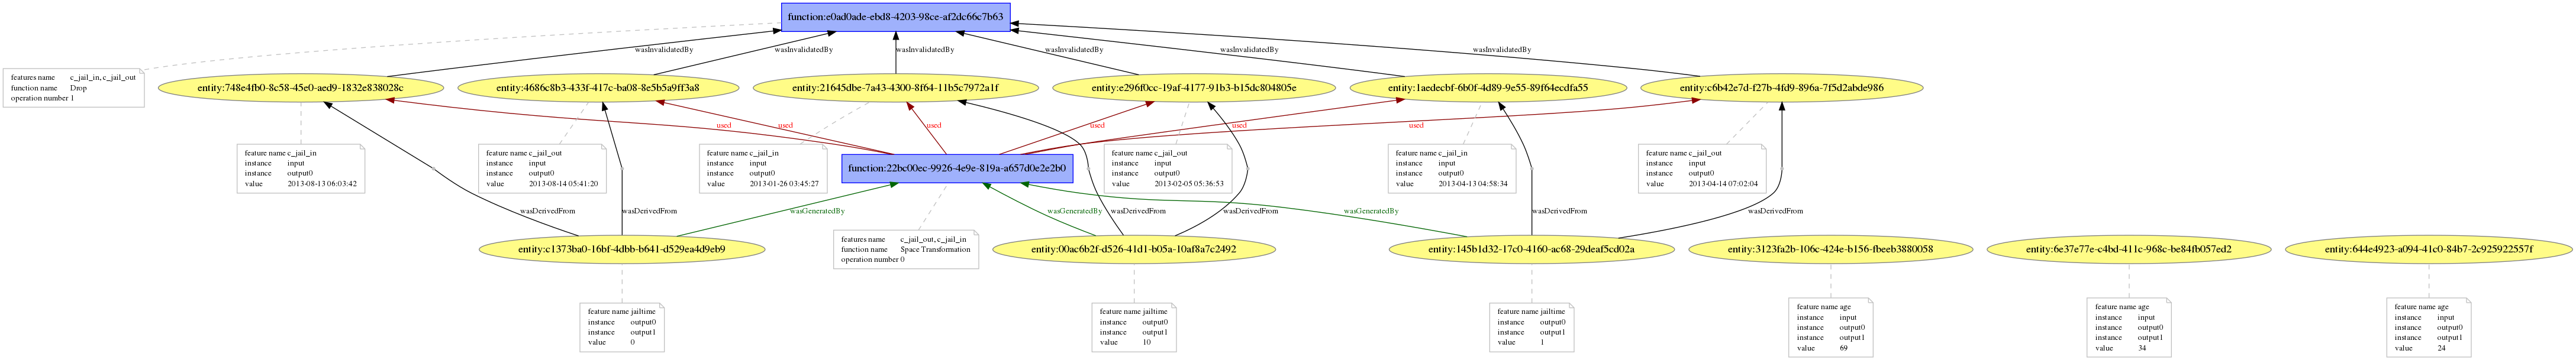 function:e0ad0ade-ebd8-4203-98ce-af2dc66c7b63
wasInvalidatedBy wasInvalidatedBy wasInvalidatedBy wasInvalidatedBy wasInvalidatedBy wasInvalidatedBy
features name c_jail_in, c_jail_out
function name Drop
operation number 1
entity:748e4fb0-8c58-45e0-aed9-1832e838028c
entity:4686c8b3-433f-417c-ba08-8e5b5a9ff3a8
entity:21645dbe-7a43-4300-8f64-11b5c7972a1f
entity:e296f0cc-19af-4177-91b3-b15dc804805e
entity:1aedecbf-6b0f-4d89-9e55-89f64ecdfa55
entity:c6b42e7d-f27b-4fd9-896a-7f5d2abde986
used used used used used used
feature name c_jail_in
instance input
instance output0
value 2013-08-13 06:03:42
feature name c_jail_out
instance input
instance output0
value 2013-08-14 05:41:20
feature name c_jail_in
instance input
instance output0
value 2013-01-26 03:45:27
function:22bc00ec-9926-4e9e-819a-a657d0e2e2b0
feature name c_jail_out
instance input
instance output0
value 2013-02-05 05:36:53
feature name c_jail_in
instance input
instance output0
value 2013-04-13 04:58:34
feature name c_jail_out
instance input
instance output0
value 2013-04-14 07:02:04
wasDerivedFrom wasDerivedFrom wasGeneratedBy wasGeneratedBy wasDerivedFrom wasDerivedFrom wasGeneratedBy wasDerivedFrom wasDerivedFrom
entity:c1373ba0-16bf-4dbb-b641-d529ea4d9eb9
features name c_jail_out, c_jail_in
function name Space Transformation
operation number 0
entity:00ac6b2f-d526-41d1-b05a-10af8a7c2492
entity:145b1d32-17c0-4160-ac68-29deaf5cd02a
entity:3123fa2b-106c-424e-b156-fbeeb3880058
entity:6e37e77e-c4bd-411c-968c-be84fb057ed2
entity:644e4923-a094-41c0-84b7-2c925922557f
feature name jailtime
instance output0
instance output1
value 0
feature name jailtime
instance output0
instance output1
value 10
feature name jailtime
instance output0
instance output1
value 1
feature name age
instance input
instance output0
instance output1
value 69
feature name age
instance input
instance output0
instance output1
value 34
feature name age
instance input
instance output0
instance output1
value 24